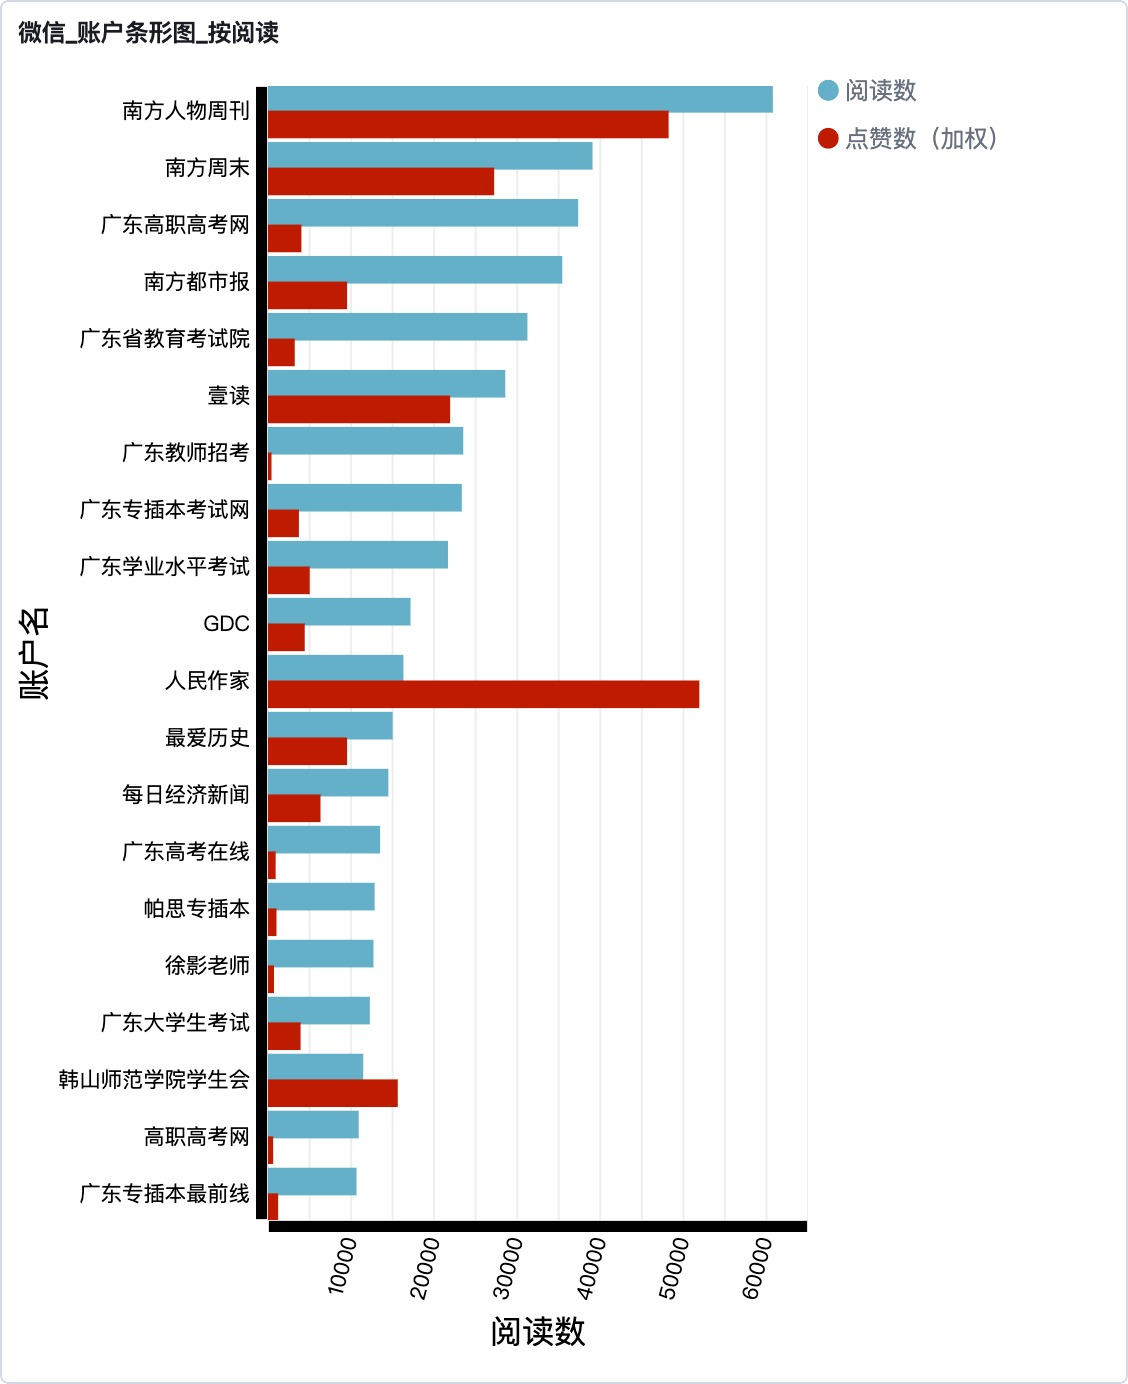 微信_账户条形图_按阅读
阅读数
点赞数（加权）
南方人物周刊
南方周末
广东高职高考网
南方都市报
广东省教育考试院
壹读
广东教师招考
广东专插本考试网
广东学业水平考试
GDC
人民作家
最爱历史
每日经济新闻
广东高考在线
帕思专插本
徐影老师
广东大学生考试
韩山师范学院学生会
高职高考网
广东专插本最前线
账户名
10000
20000
30000
40000
50000
60000
阅读数